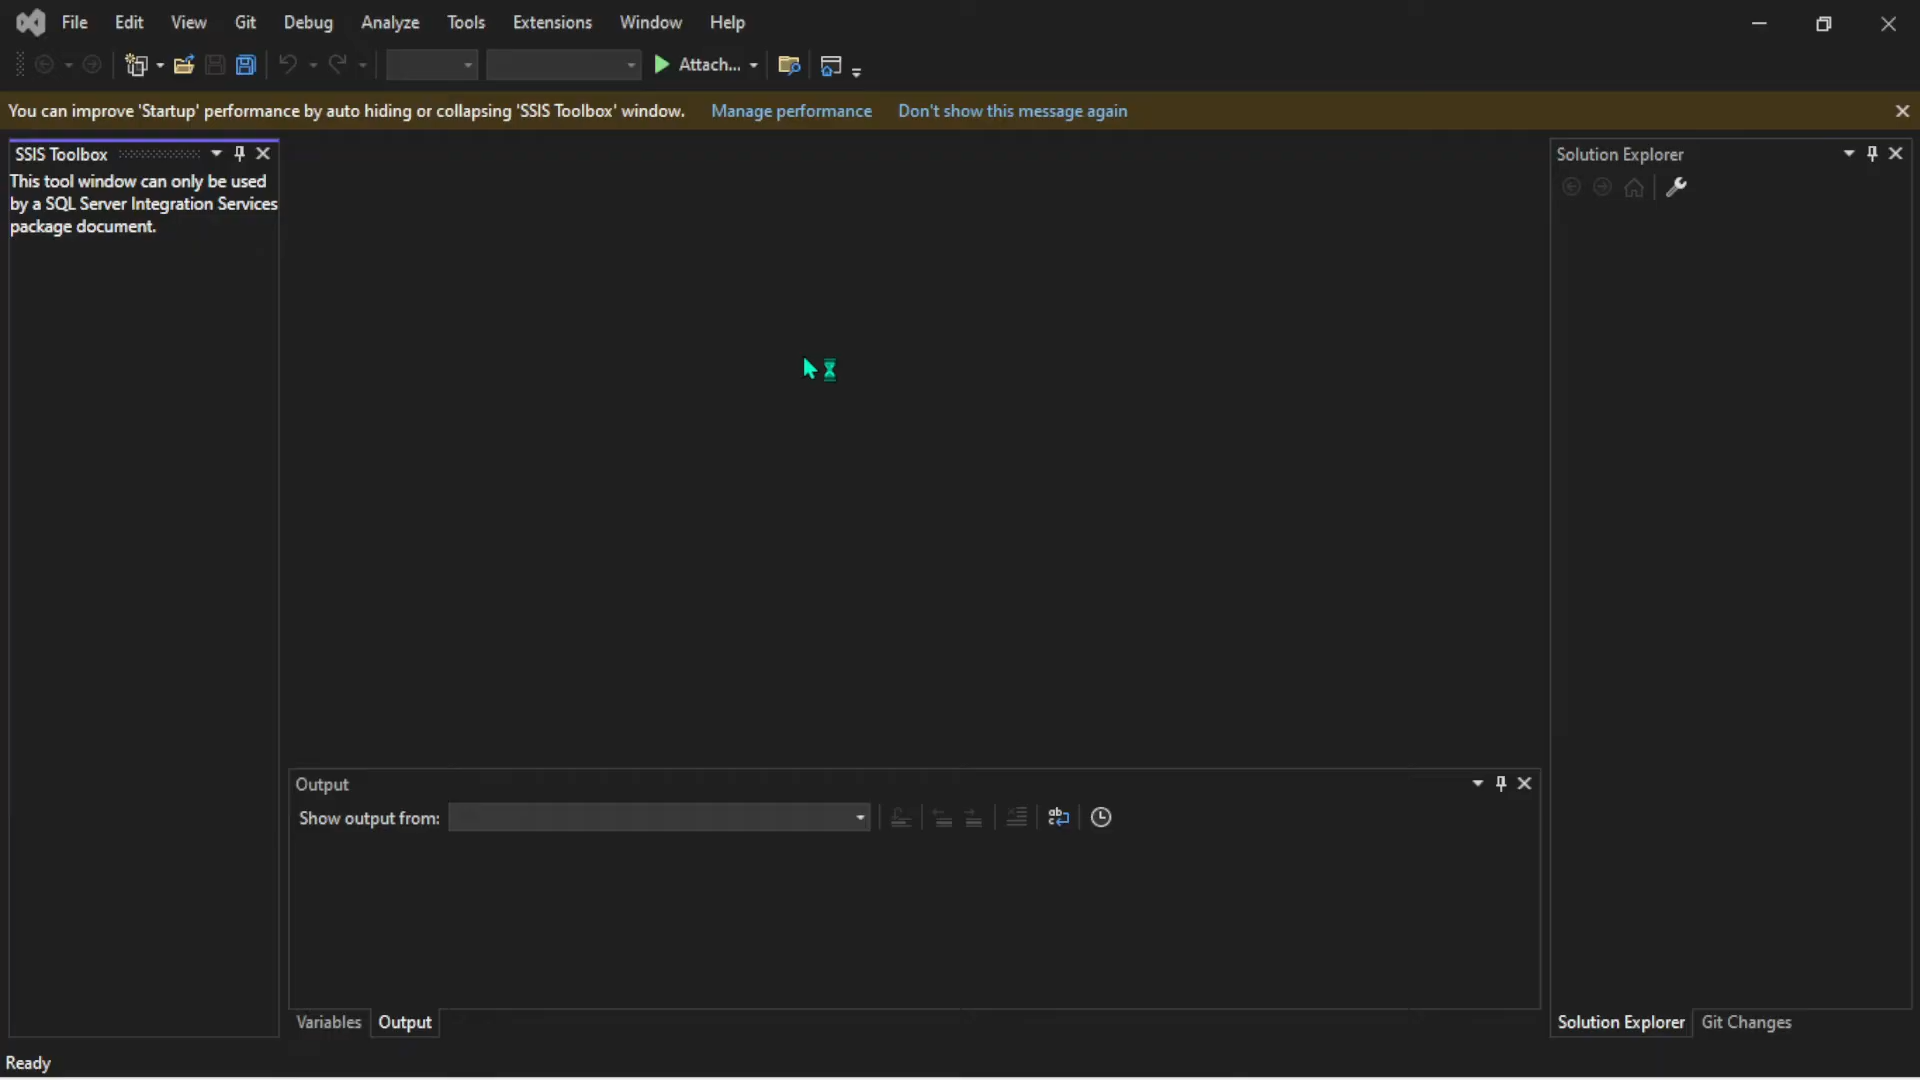 File Edit View Git Debug Analyze Tools Extensions Window Help
Attach...
You can improve 'Startup' performance by auto hiding or collapsing 'SSIS Toolbox' window. Manage performance Don't show this message again
SSIS Toolbox
This tool window can only be used
by a SQL Server Integration Services
package document.
Solution Explorer
Output
Show output from:
Variables Output
Solution Explorer Git Changes
Ready